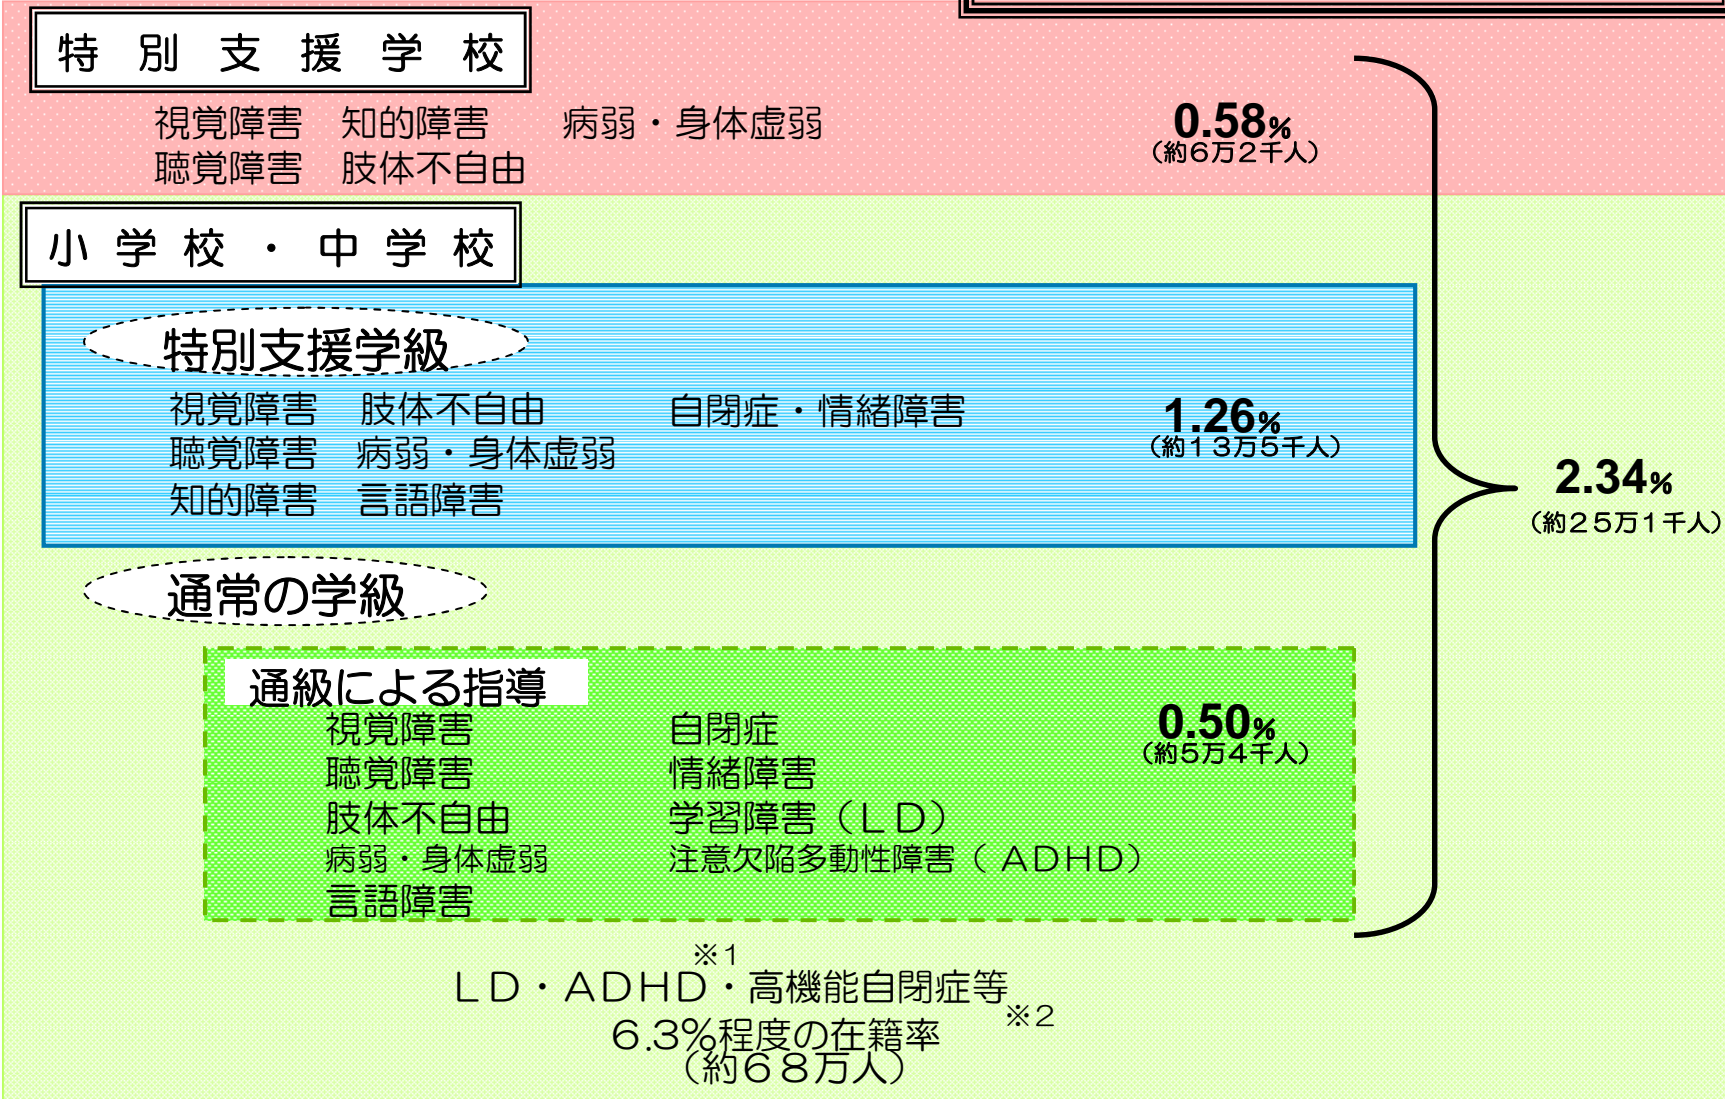 特別支援学校
視覚障害 知的障害 病弱・身体虚弱
聴覚障害 肢体不自由
0.58%
（約６万２千人）
小学校・中学校
特別支援学級
視覚障害 肢体不自由 自閉症・情緒障害
聴覚障害 病弱・身体虚弱
知的障害 言語障害
1.26%
（約１３万５千人）
2.34%
（約２５万１千人）
通常の学級
通級による指導
視覚障害 自閉症
聴覚障害 情緒障害
肢体不自由 学習障害（ＬＤ）
病弱・身体虚弱 注意欠陥多動性障害（ＡＤＨＤ）
言語障害
0.50%
（約５万４千人）
※１
ＬＤ・ＡＤＨＤ・高機能自閉症等
※２
６.３％程度の在籍率
（約６８万人）